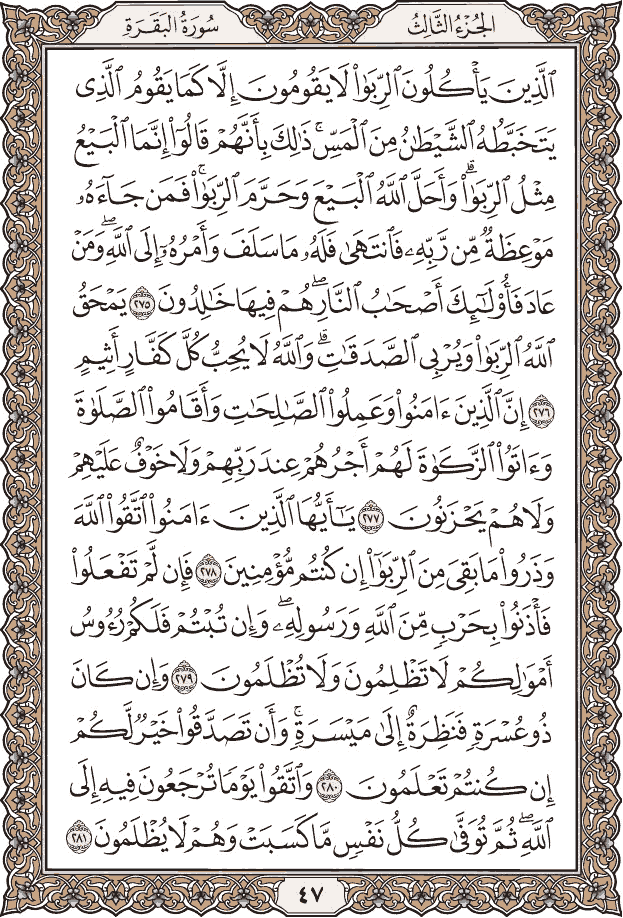 الجُزْءُ الثَّالِثُ
سُورَةُ البَقَرَةِ
ٱلَّذِينَ يَأْكُلُونَ ٱلرِّبَوٰا۟ لَا يَقُومُونَ إِلَّا كَمَا يَقُومُ ٱلَّذِى
يَتَخَبَّطُهُ ٱلشَّيْطَٰنُ مِنَ ٱلْمَسِّ ۚ ذَٰلِكَ بِأَنَّهُمْ قَالُوٓا۟ إِنَّمَا ٱلْبَيْعُ
مِثْلُ ٱلرِّبَوٰا۟ ۗ وَأَحَلَّ ٱللَّهُ ٱلْبَيْعَ وَحَرَّمَ ٱلرِّبَوٰا۟ ۚ فَمَن جَآءَهُۥ
مَوْعِظَةٌ مِّن رَّبِّهِۦ فَٱنتَهَىٰ فَلَهُۥ مَا سَلَفَ وَأَمْرُهُۥٓ إِلَى ٱللَّهِ ۖ وَمَنْ
عَادَ فَأُو۟لَٰٓئِكَ أَصْحَٰبُ ٱلنَّارِ ۖ هُمْ فِيهَا خَٰلِدُونَ ٢٧٥ يَمْحَقُ
ٱللَّهُ ٱلرِّبَوٰا۟ وَيُرْبِى ٱلصَّدَقَٰتِ ۗ وَٱللَّهُ لَا يُحِبُّ كُلَّ كَفَّارٍ أَثِيمٍ
٢٧٦ إِنَّ ٱلَّذِينَ ءَامَنُوا۟ وَعَمِلُوا۟ ٱلصَّٰلِحَٰتِ وَأَقَامُوا۟ ٱلصَّلَوٰةَ
وَءَاتَوُا۟ ٱلزَّكَوٰةَ لَهُمْ أَجْرُهُمْ عِندَ رَبِّهِمْ وَلَا خَوْفٌ عَلَيْهِمْ
وَلَا هُمْ يَحْزَنُونَ ٢٧٧ يَٰٓأَيُّهَا ٱلَّذِينَ ءَامَنُوا۟ ٱتَّقُوا۟ ٱللَّهَ
وَذَرُوا۟ مَا بَقِىَ مِنَ ٱلرِّبَوٰٓا۟ إِن كُنتُم مُّؤْمِنِينَ ٢٧٨ فَإِن لَّمْ تَفْعَلُوا۟
فَأْذَنُوا۟ بِحَرْبٍ مِّنَ ٱللَّهِ وَرَسُولِهِۦ ۖ وَإِن تُبْتُمْ فَلَكُمْ رُءُوسُ
أَمْوَٰلِكُمْ لَا تَظْلِمُونَ وَلَا تُظْلَمُونَ ٢٧٩ وَإِن كَانَ
ذُو عُسْرَةٍ فَنَظِرَةٌ إِلَىٰ مَيْسَرَةٍ ۚ وَأَن تَصَدَّقُوا۟ خَيْرٌ لَّكُمْ
إِن كُنتُمْ تَعْلَمُونَ ٢٨٠ وَٱتَّقُوا۟ يَوْمًا تُرْجَعُونَ فِيهِ إِلَى
ٱللَّهِ ۖ ثُمَّ تُوَفَّىٰ كُلُّ نَفْسٍ مَّا كَسَبَتْ وَهُمْ لَا يُظْلَمُونَ ٢٨١
٤٧